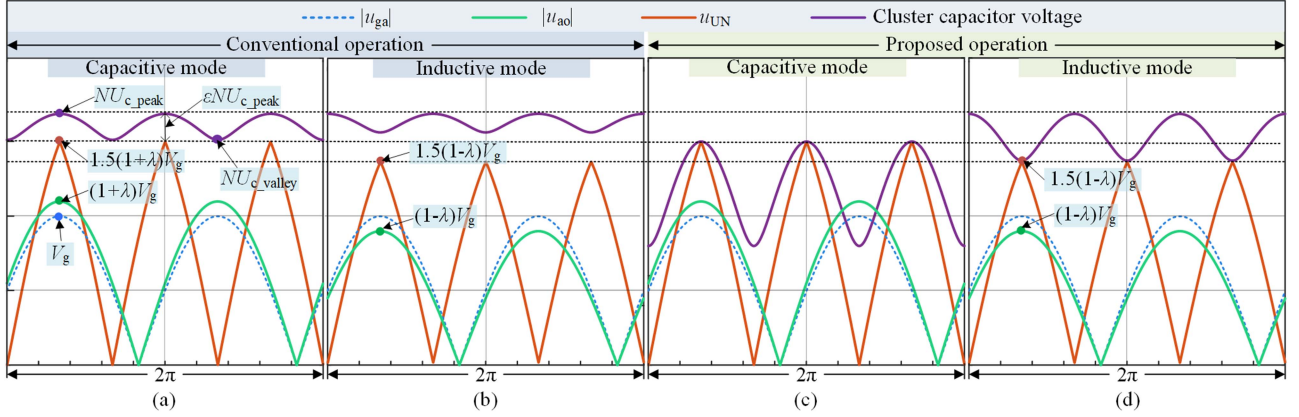 |u_ga| |u_ao| u_UN Cluster capacitor voltage
Conventional operation
Proposed operation
Capacitive mode
Inductive mode
Capacitive mode
Inductive mode
NU_c_peak
εNU_c_peak
1.5(1+λ)V_g
NU_c_valley
(1+λ)V_g
V_g
1.5(1-λ)V_g
(1-λ)V_g
1.5(1-λ)V_g
(1-λ)V_g
2π
2π
2π
2π
(a)
(b)
(c)
(d)